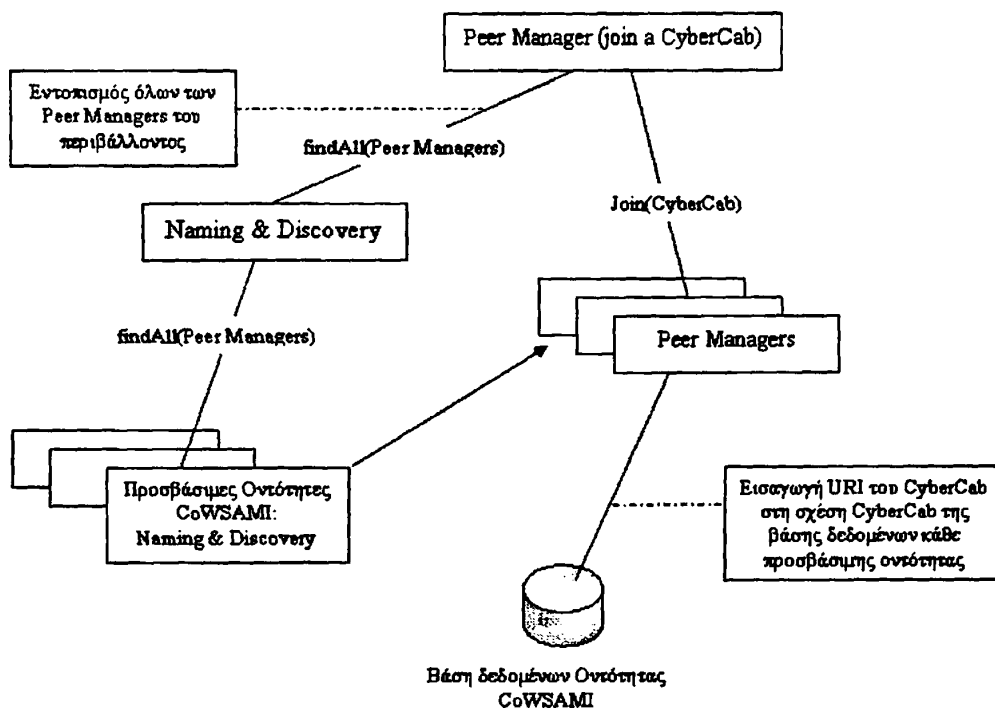 Peer Manager (join a CyberCab)
Εντοπισμός όλων των
Peer Managers του
περιβάλλοντος
findAll(Peer Managers)
Naming & Discovery
Join(CyberCab)
findAll(Peer Managers)
Peer Managers
Προσβάσιμες Οντότητες
CoWSAMI:
Naming & Discovery
Εισαγωγή URI του CyberCab
στη σχέση CyberCab της
βάσης δεδομένων κάθε
προσβάσιμης οντότητας
Βάση δεδομένων Οντότητας
CoWSAMI